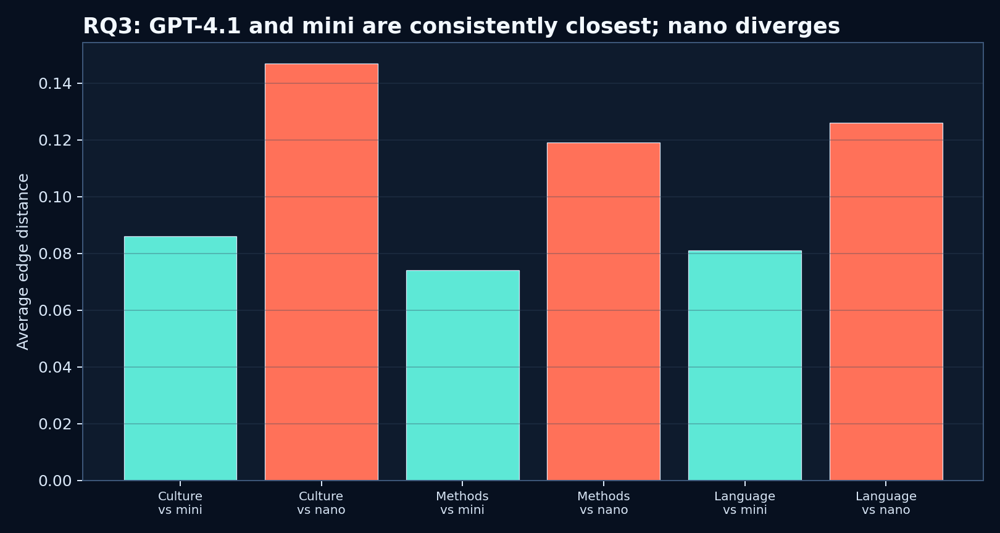 RQ3: GPT-4.1 and mini are consistently closest; nano diverges
Average edge distance
0.14
0.12
0.10
0.08
0.06
0.04
0.02
0.00
Culture
vs mini
Culture
vs nano
Methods
vs mini
Methods
vs nano
Language
vs mini
Language
vs nano